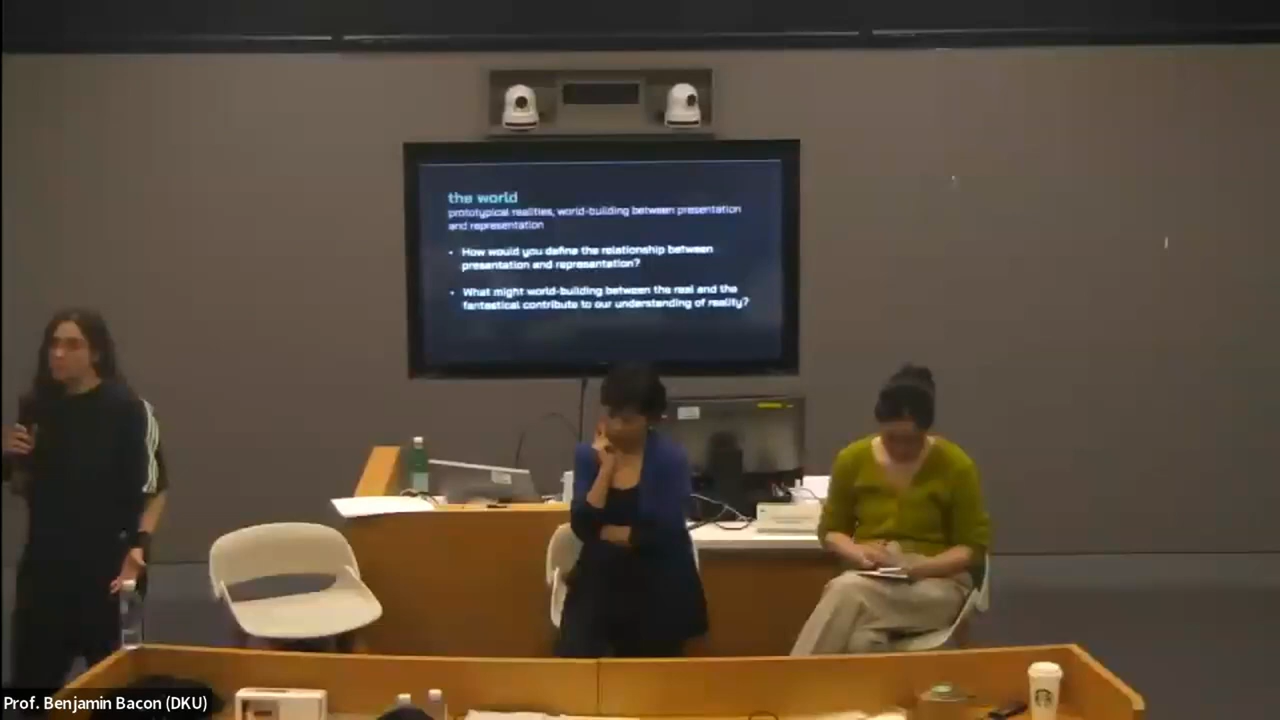 the world
prototypical realities, world-building between presentation
and representation
• How would you define the relationship between
presentation and representation?
• What might world-building between the real and the
fantastical contribute to our understanding of reality?
Prof. Benjamin Bacon (DKU)